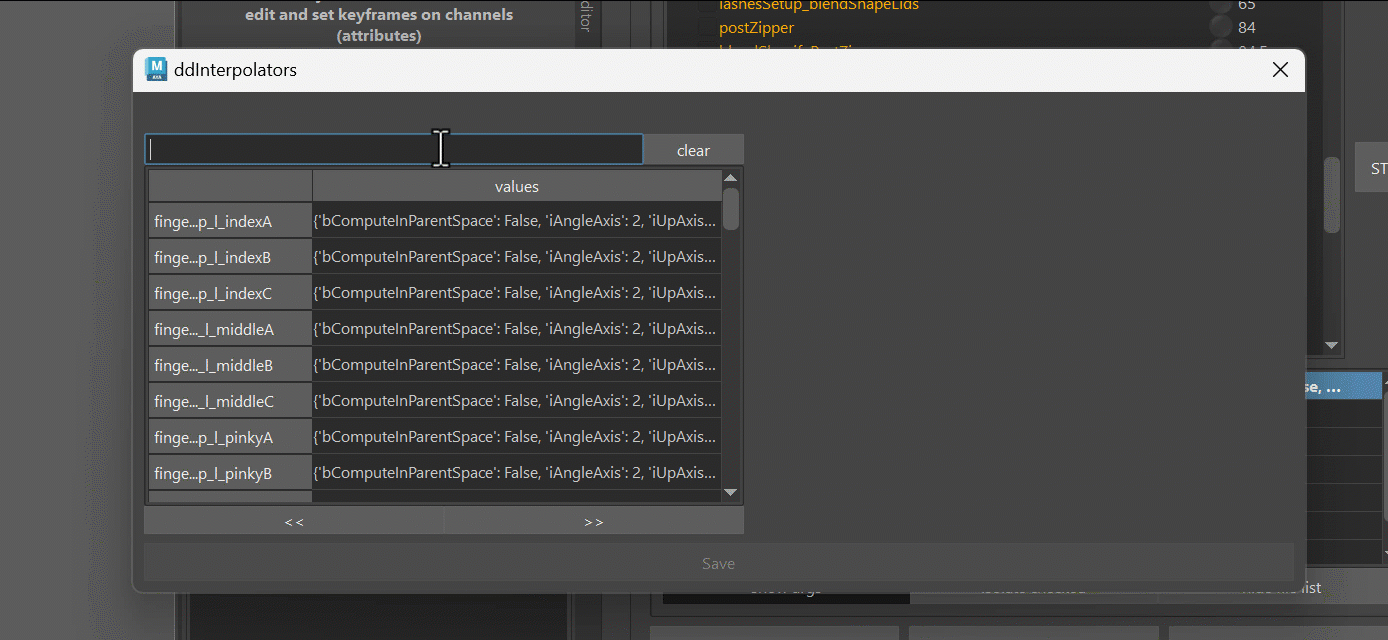 edit and set keyframes on channels
(attributes)
ditor
lashesSetup_blendShapeLids
65
postZipper
84
ddInterpolators
clear
values
finge...p_l_indexA {'bComputeInParentSpace': False, 'iAngleAxis': 2, 'iUpAxis...
finge...p_l_indexB {'bComputeInParentSpace': False, 'iAngleAxis': 2, 'iUpAxis...
finge...p_l_indexC {'bComputeInParentSpace': False, 'iAngleAxis': 2, 'iUpAxis...
finge..._l_middleA {'bComputeInParentSpace': False, 'iAngleAxis': 2, 'iUpAxis...
finge..._l_middleB {'bComputeInParentSpace': False, 'iAngleAxis': 2, 'iUpAxis...
finge..._l_middleC {'bComputeInParentSpace': False, 'iAngleAxis': 2, 'iUpAxis...
finge...p_l_pinkyA {'bComputeInParentSpace': False, 'iAngleAxis': 2, 'iUpAxis...
finge...p_l_pinkyB {'bComputeInParentSpace': False, 'iAngleAxis': 2, 'iUpAxis...
<< >>
Save
ST
se, ...